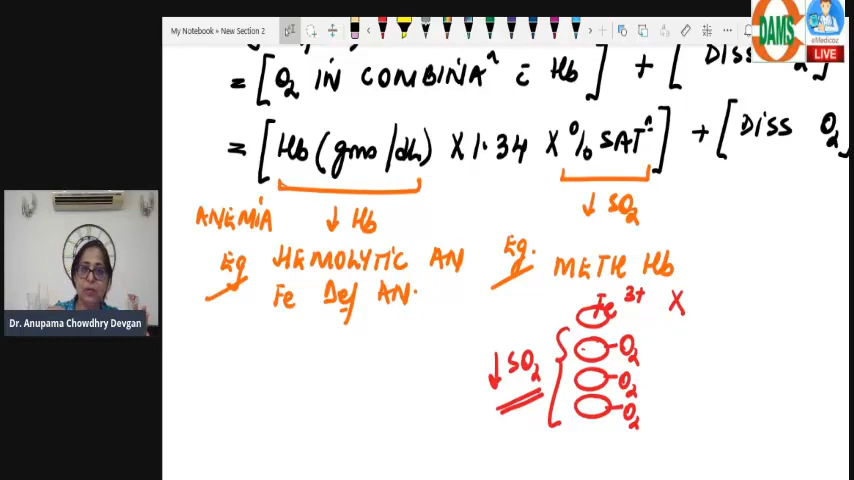 My Notebook » New Section 2
DAMS
eMedicoz
LIVE
= [O₂ IN COMBINAⁿ c̄ Hb] + [DISS
= [Hb (gms/dL) X 1.34 X % SATⁿ] + [DISS O₂
ANEMIA ↓ Hb ↓ SO₂
Eg HEMOLYTIC AN
Fe Def AN.
Eg. METH Hb
Fe³⁺ X
↓ SO₂
O₂
O₂
O₂
Dr. Anupama Chowdhry Devgan